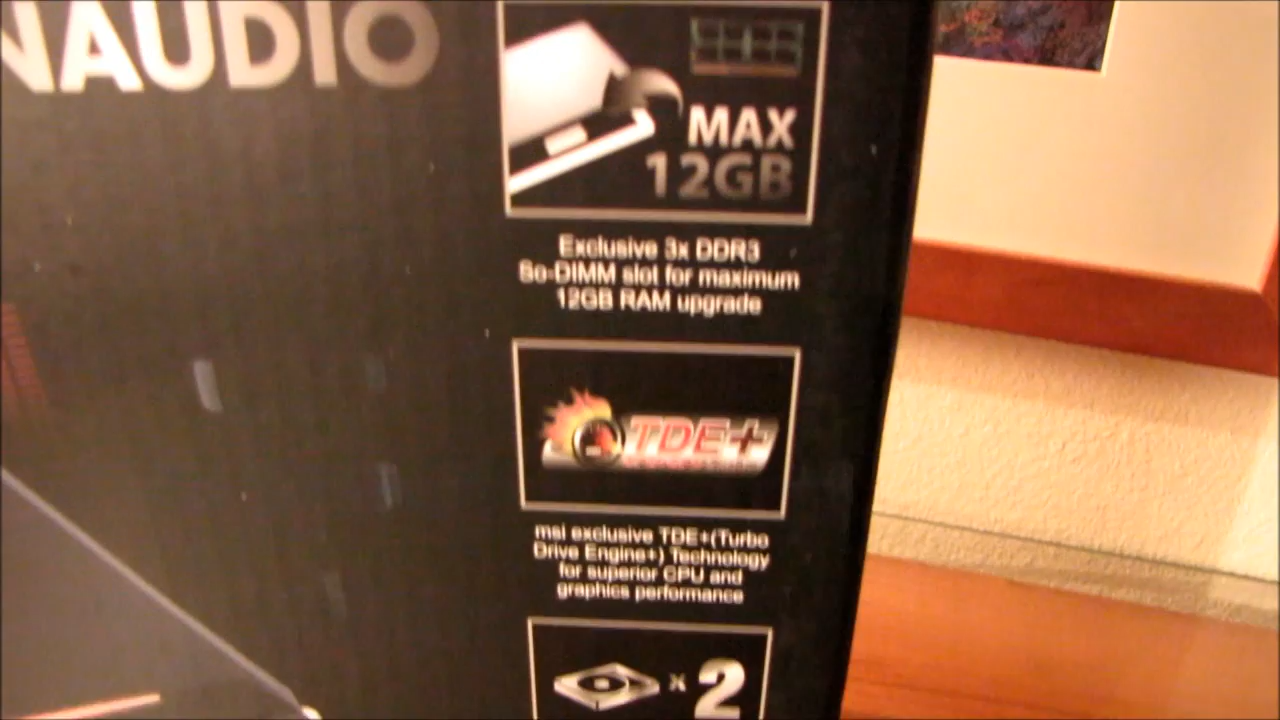 NAUDIO
MAX
12GB
Exclusive 3x DDR3
So-DIMM slot for maximum
12GB RAM upgrade
TDE+
msi exclusive TDE+(Turbo
Drive Engine+) Technology
for superior CPU and
graphics performance
x 2